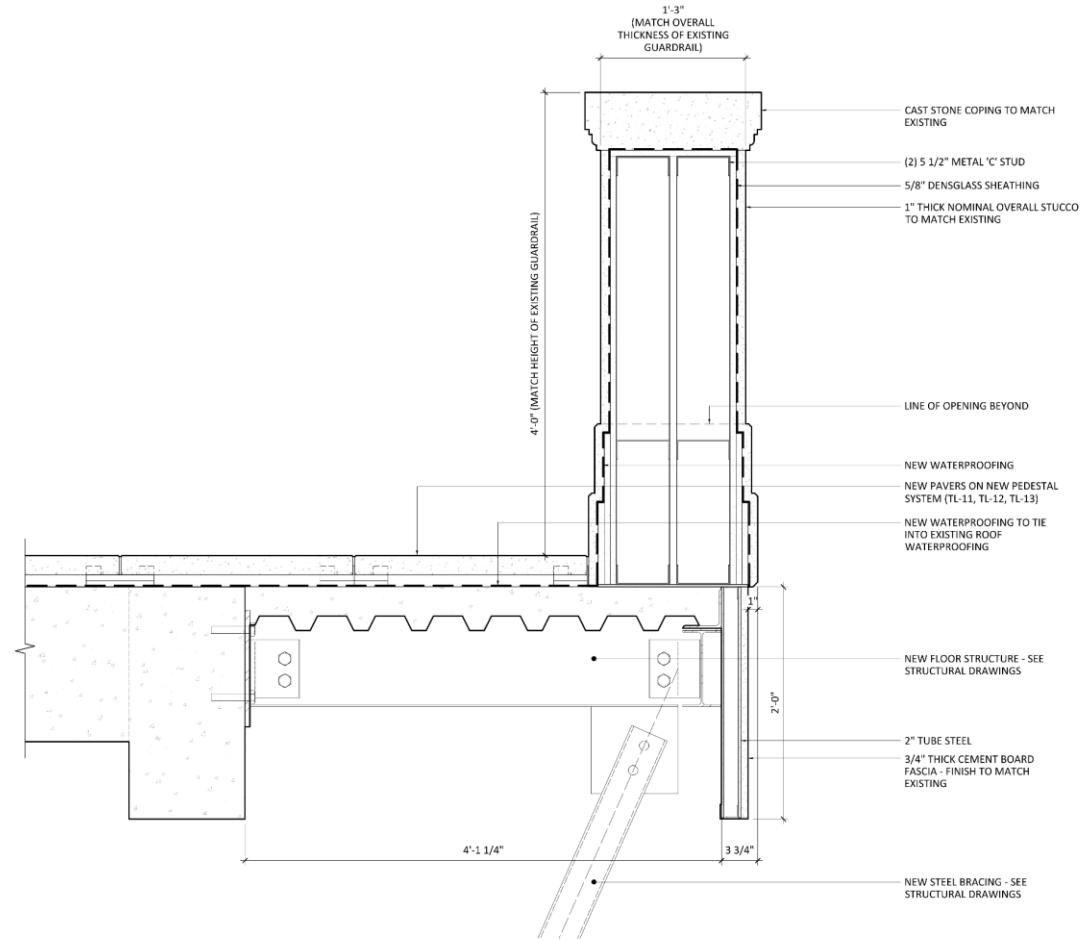 1'-3"
(MATCH OVERALL
THICKNESS OF EXISTING
GUARDRAIL)
CAST STONE COPING TO MATCH
EXISTING
(2) 5 1/2" METAL 'C' STUD
5/8" DENSGLASS SHEATHING
1" THICK NOMINAL OVERALL STUCCO
TO MATCH EXISTING
4'-0" (MATCH HEIGHT OF EXISTING GUARDRAIL)
LINE OF OPENING BEYOND
NEW WATERPROOFING
NEW PAVERS ON NEW PEDESTAL
SYSTEM (TL-11, TL-12, TL-13)
NEW WATERPROOFING TO TIE
INTO EXISTING ROOF
WATERPROOFING
1"
NEW FLOOR STRUCTURE - SEE
STRUCTURAL DRAWINGS
2'-0"
2" TUBE STEEL
3/4" THICK CEMENT BOARD
FASCIA - FINISH TO MATCH
EXISTING
4'-1 1/4"
3 3/4"
NEW STEEL BRACING - SEE
STRUCTURAL DRAWINGS